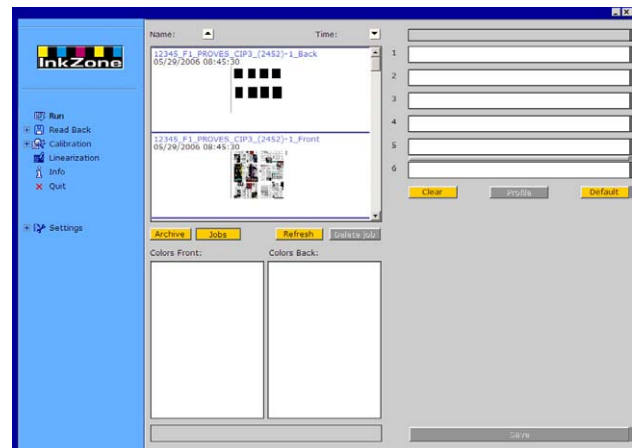 InkZone
Run
Read Back
Calibration
Linearization
Info
Quit
Settings
Name:
Time:
12345_F1_PROVES_CIP3_(2452)-1_Back
05/29/2006 08:45:30
12345_F1_PROVES_CIP3_(2452)-1_Front
05/29/2006 08:45:30
Archive
Jobs
Refresh
Delete job
Colors Front:
Colors Back:
1
2
3
4
5
6
Clear
Profile
Default
Save